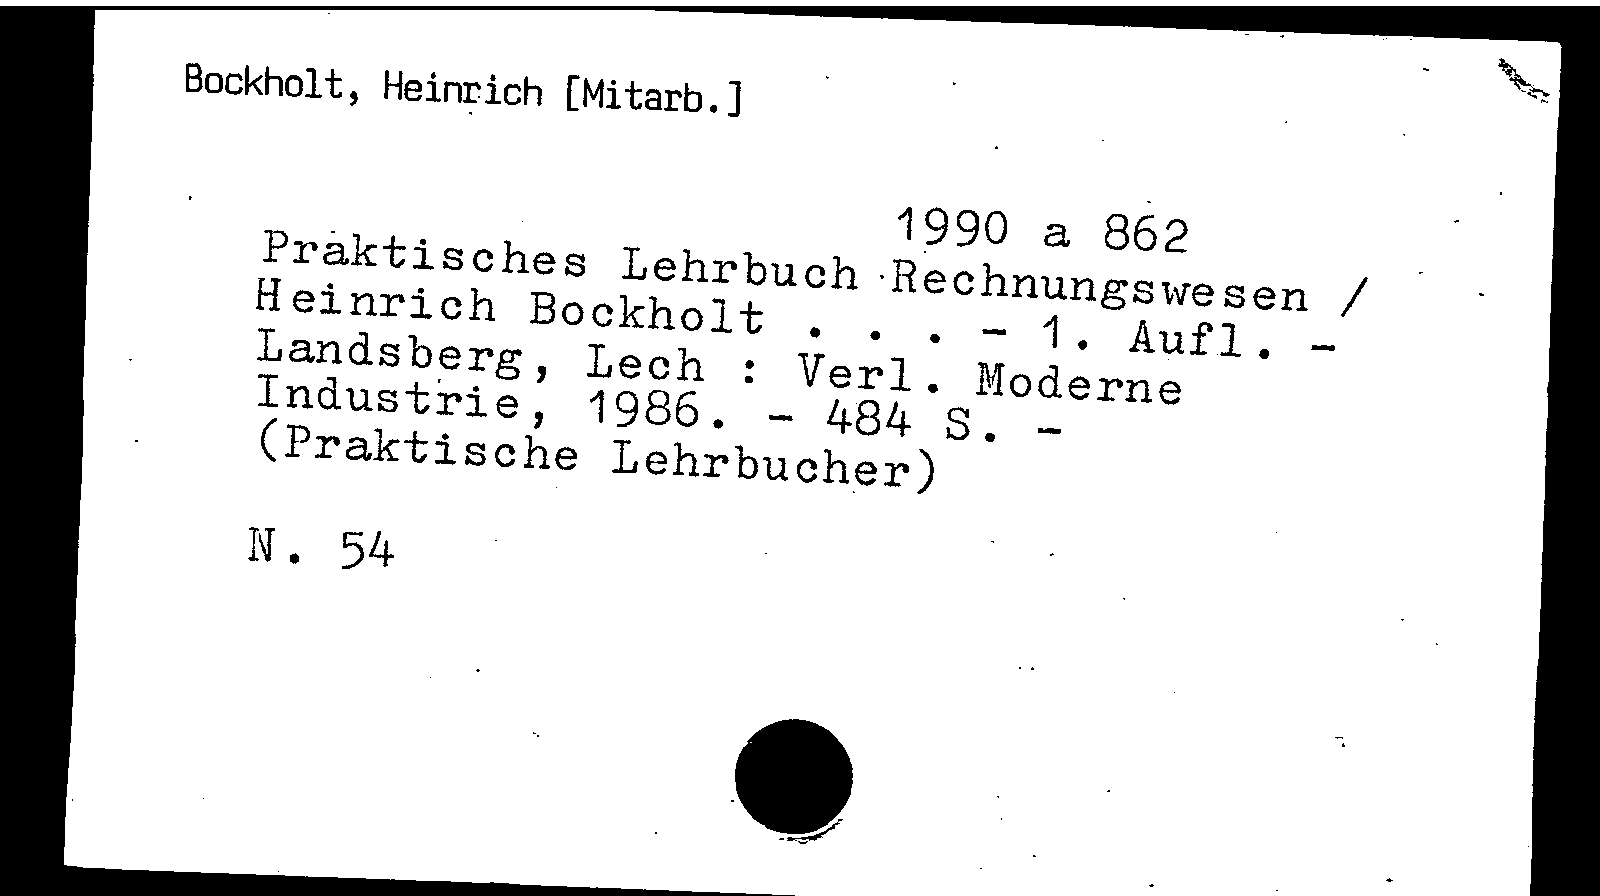 Bockholt, Heinrich [Mitarb.]
1990 a 862
Praktisches Lehrbuch Rechnungswesen /
Heinrich Bockholt . . . - 1. Aufl. -
Landsberg, Lech : Verl. Moderne
Industrie, 1986. - 484 S. -
(Praktische Lehrbucher)
N. 54